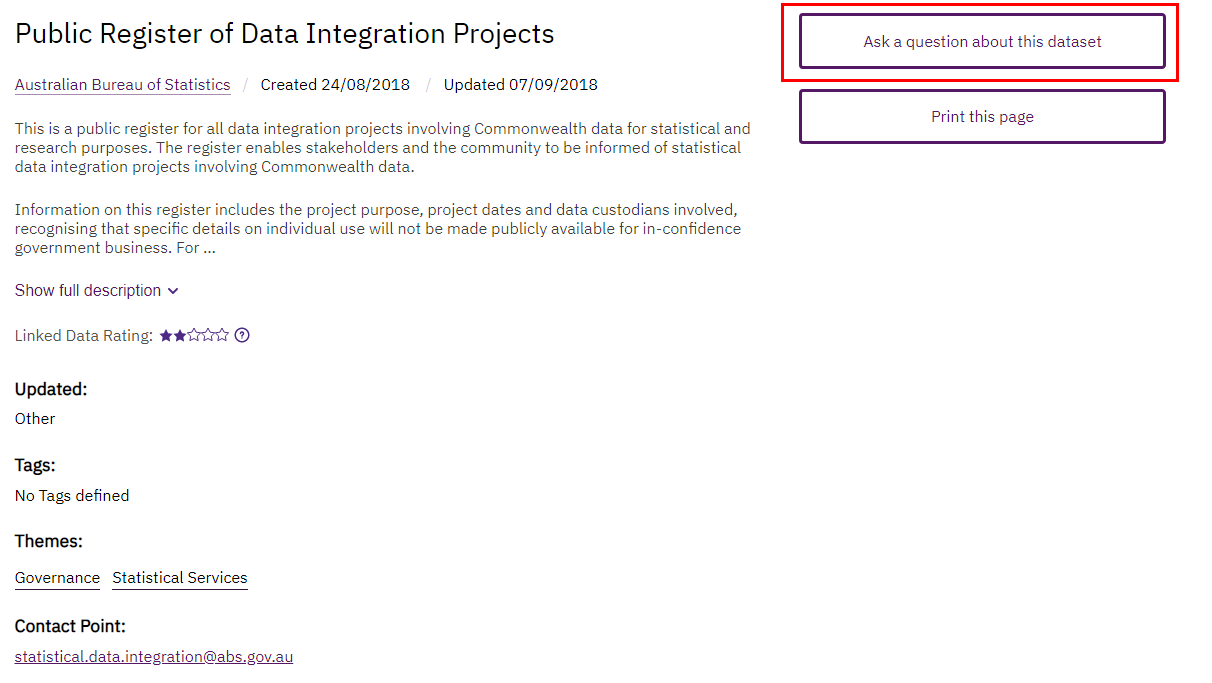 Public Register of Data Integration Projects
Australian Bureau of Statistics / Created 24/08/2018 / Updated 07/09/2018
This is a public register for all data integration projects involving Commonwealth data for statistical and
research purposes. The register enables stakeholders and the community to be informed of statistical
data integration projects involving Commonwealth data.
Information on this register includes the project purpose, project dates and data custodians involved,
recognising that specific details on individual use will not be made publicly available for in-confidence
government business. For ...
Show full description
Linked Data Rating: ?
Updated:
Other
Tags:
No Tags defined
Themes:
Governance Statistical Services
Contact Point:
statistical.data.integration@abs.gov.au
Ask a question about this dataset
Print this page